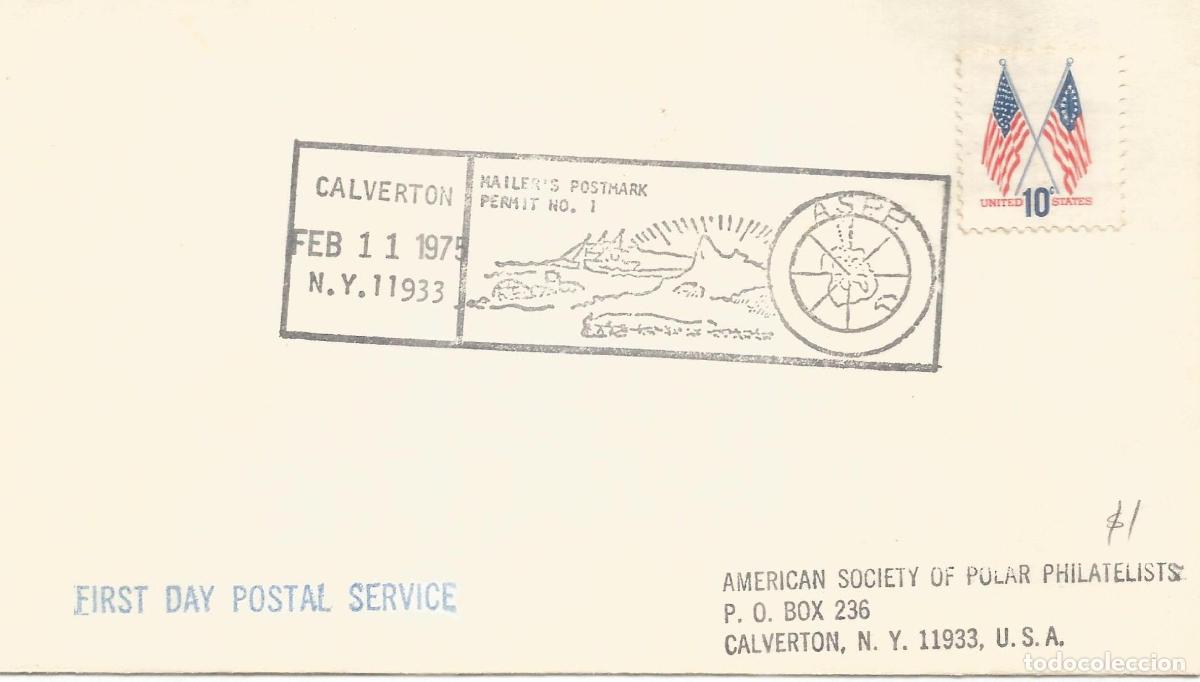 UNITED 10c STATES
CALVERTON
FEB 11 1975
N.Y. 11933
MAILER'S POSTMARK
PERMIT NO. 1
A.S.P.P.
$1
FIRST DAY POSTAL SERVICE
AMERICAN SOCIETY OF POLAR PHILATELISTS
P. O. BOX 236
CALVERTON, N. Y. 11933, U.S.A.
todocoleccion